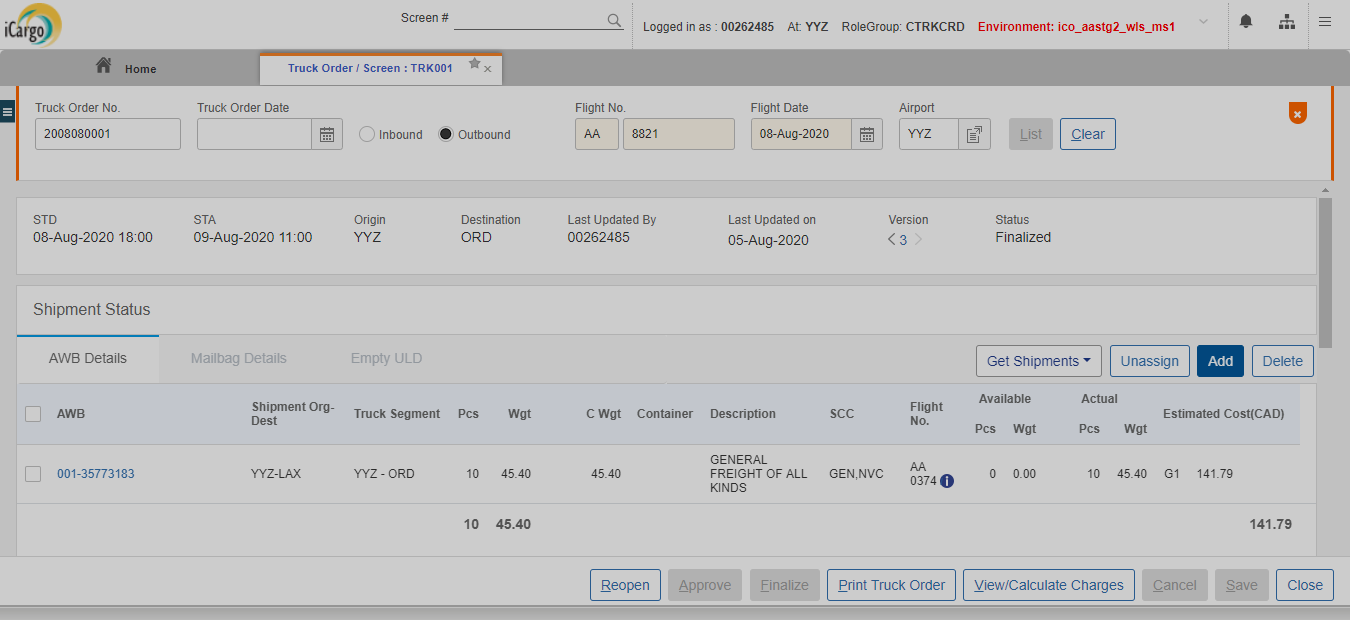 iCargo
Screen #
Logged in as : 00262485 At: YYZ RoleGroup: CTRKCRD Environment: ico_aastg2_wls_ms1
Home
Truck Order / Screen : TRK001
Truck Order No.
Truck Order Date
Flight No.
Flight Date
Airport
2008080001
Inbound
Outbound
AA
8821
08-Aug-2020
YYZ
List
Clear
STD
STA
Origin
Destination
Last Updated By
Last Updated on
Version
Status
08-Aug-2020 18:00
09-Aug-2020 11:00
YYZ
ORD
00262485
05-Aug-2020
3
Finalized
Shipment Status
AWB Details
Mailbag Details
Empty ULD
Get Shipments
Unassign
Add
Delete
AWB
Shipment Org-
Dest
Truck Segment
Pcs
Wgt
C Wgt
Container
Description
SCC
Flight
No.
Available
Pcs Wgt
Actual
Pcs Wgt
Estimated Cost(CAD)
001-35773183
YYZ-LAX
YYZ - ORD
10
45.40
45.40
GENERAL
FREIGHT OF ALL
KINDS
GEN,NVC
AA
0374
0
0.00
10
45.40
G1
141.79
10 45.40 141.79
Reopen
Approve
Finalize
Print Truck Order
View/Calculate Charges
Cancel
Save
Close